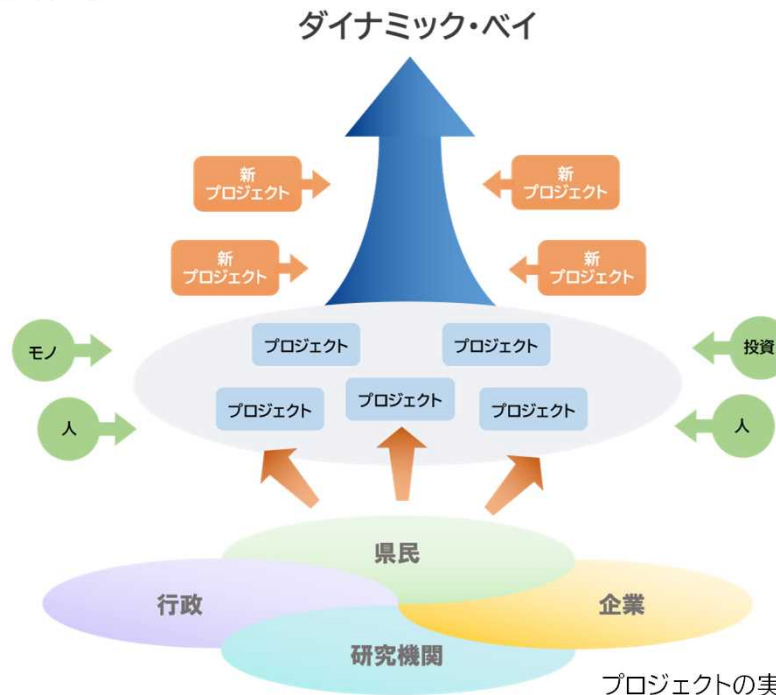 ダイナミック・ベイ
新
プロジェクト
新
プロジェクト
新
プロジェクト
新
プロジェクト
モノ
プロジェクト
プロジェクト
投資
人
プロジェクト
プロジェクト
プロジェクト
人
県民
行政
企業
研究機関
プロジェクトの実